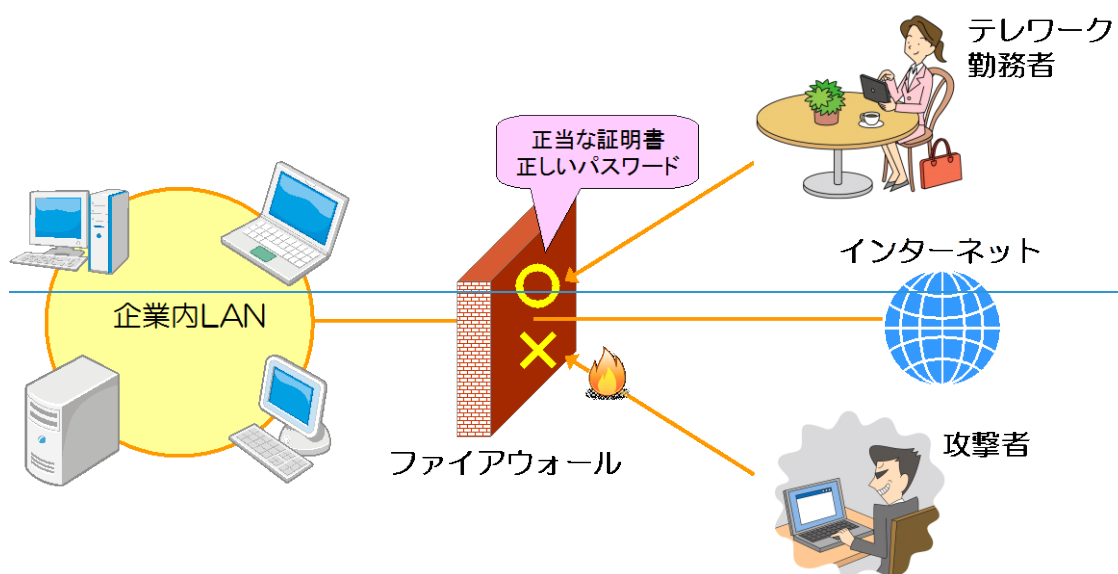 テレワーク
勤務者
正当な証明書
正しいパスワード
インターネット
企業内LAN
ファイアウォール
攻撃者